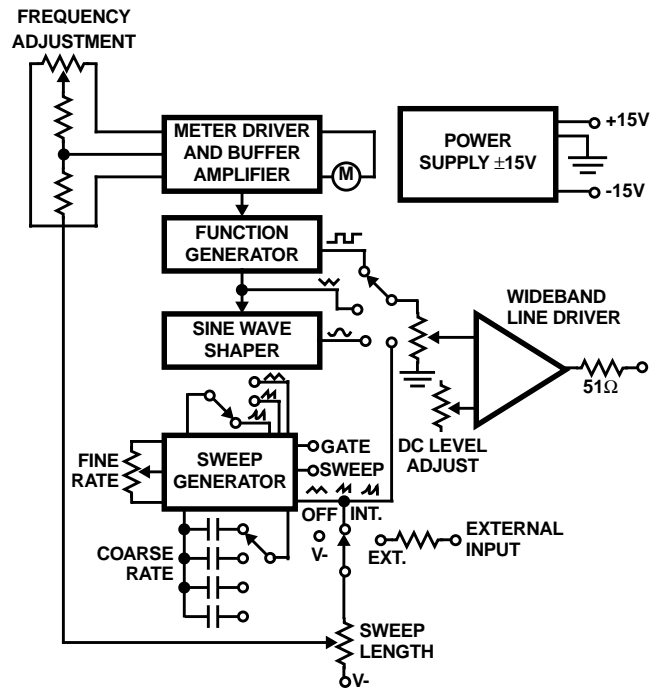 FREQUENCY
ADJUSTMENT
METER DRIVER
AND BUFFER
AMPLIFIER
M
POWER
SUPPLY ±15V
+15V
-15V
FUNCTION
GENERATOR
SINE WAVE
SHAPER
WIDEBAND
LINE DRIVER
51Ω
DC LEVEL
ADJUST
FINE
RATE
SWEEP
GENERATOR
GATE
SWEEP
OFF
INT.
V-
EXT.
EXTERNAL
INPUT
COARSE
RATE
SWEEP
LENGTH
V-